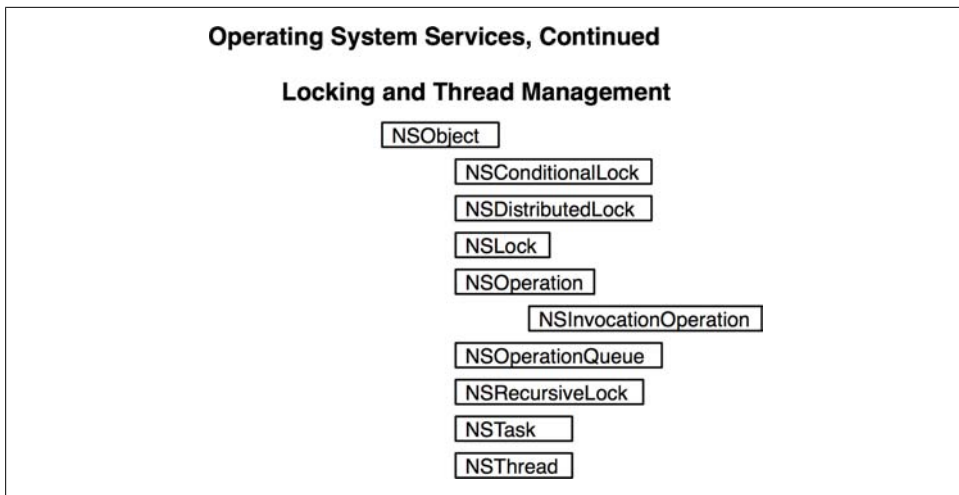 Operating System Services, Continued
Locking and Thread Management
NSObject
NSConditionalLock
NSDistributedLock
NSLock
NSOperation
NSInvocationOperation
NSOperationQueue
NSRecursiveLock
NSTask
NSThread